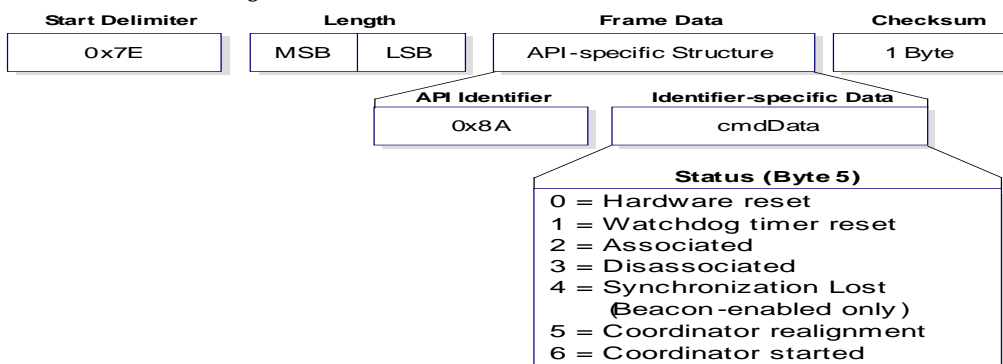 Start Delimiter Length Frame Data Checksum
0x7E MSB LSB API-specific Structure 1 Byte
API Identifier Identifier-specific Data
0x8A cmdData
Status (Byte 5)
0 = Hardware reset
1 = Watchdog timer reset
2 = Associated
3 = Disassociated
4 = Synchronization Lost
(Beacon-enabled only)
5 = Coordinator realignment
6 = Coordinator started